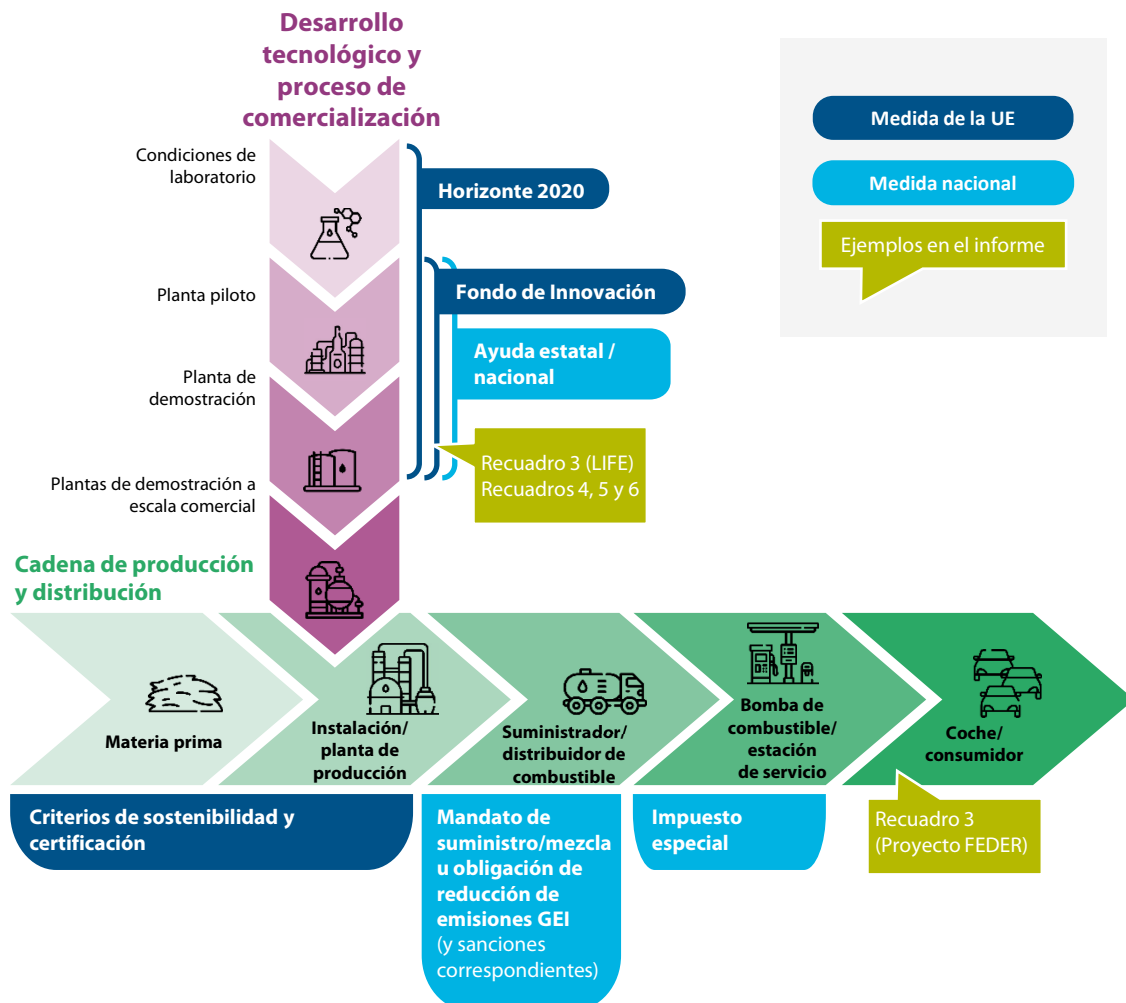 Desarrollo
tecnológico y
proceso de
comercialización
Medida de la UE
Medida nacional
Ejemplos en el informe
Condiciones de
laboratorio
Horizonte 2020
Planta piloto
Fondo de Innovación
Ayuda estatal /
nacional
Planta de
demostración
Recuadro 3 (LIFE)
Recuadros 4, 5 y 6
Plantas de demostración a
escala comercial
Cadena de producción
y distribución
Materia prima
Instalación/
planta de
producción
Suministrador/
distribuidor de
combustible
Bomba de
combustible/
estación
de servicio
Coche/
consumidor
Criterios de sostenibilidad y
certificación
Mandato de
suministro/mezcla
u obligación de
reducción de
emisiones GEI
(y sanciones
correspondientes)
Impuesto
especial
Recuadro 3
(Proyecto FEDER)